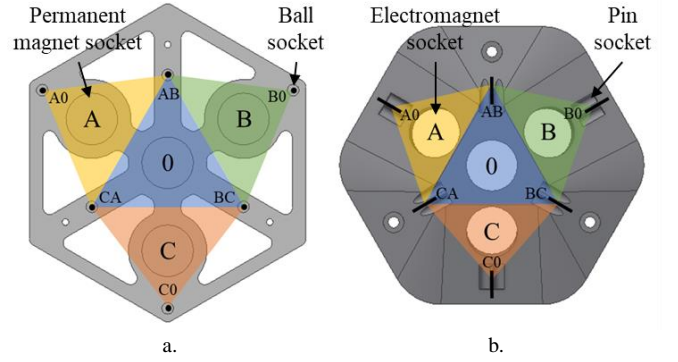 Permanent
magnet socket
Ball
socket
A0
AB
B0
A
B
0
CA
BC
C
C0
a.
Electromagnet
socket
Pin
socket
A0
AB
B0
A
B
0
CA
BC
C
C0
b.